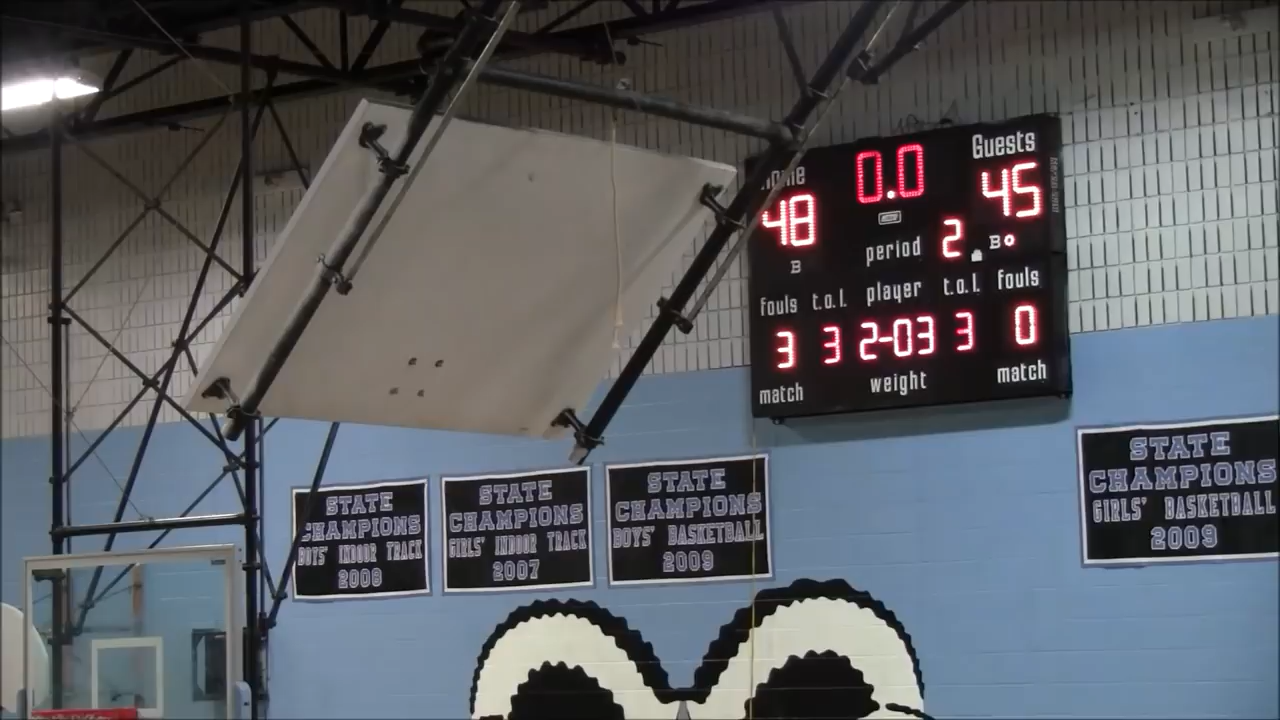 Home 0.0 Guests
48 45
B period 2 B
fouls t.o.l. player t.o.l. fouls
3 3 2-03 3 0
match weight match
STATE
CHAMPIONS
BOYS' INDOOR TRACK
2008
STATE
CHAMPIONS
GIRLS' INDOOR TRACK
2007
STATE
CHAMPIONS
BOYS' BASKETBALL
2009
STATE
CHAMPIONS
GIRLS' BASKETBALL
2009